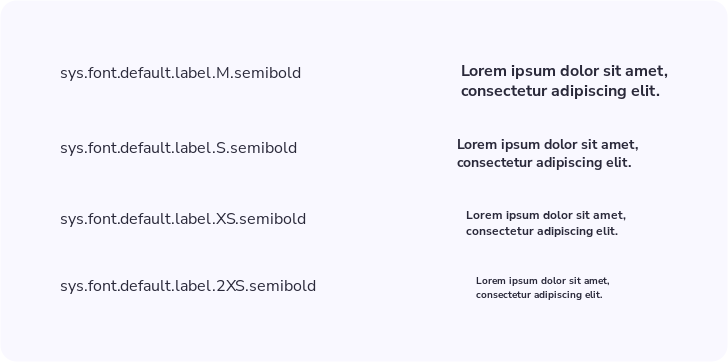 sys.font.default.label.M.semibold
Lorem ipsum dolor sit amet,
consectetur adipiscing elit.
sys.font.default.label.S.semibold
Lorem ipsum dolor sit amet,
consectetur adipiscing elit.
sys.font.default.label.XS.semibold
Lorem ipsum dolor sit amet,
consectetur adipiscing elit.
sys.font.default.label.2XS.semibold
Lorem ipsum dolor sit amet,
consectetur adipiscing elit.